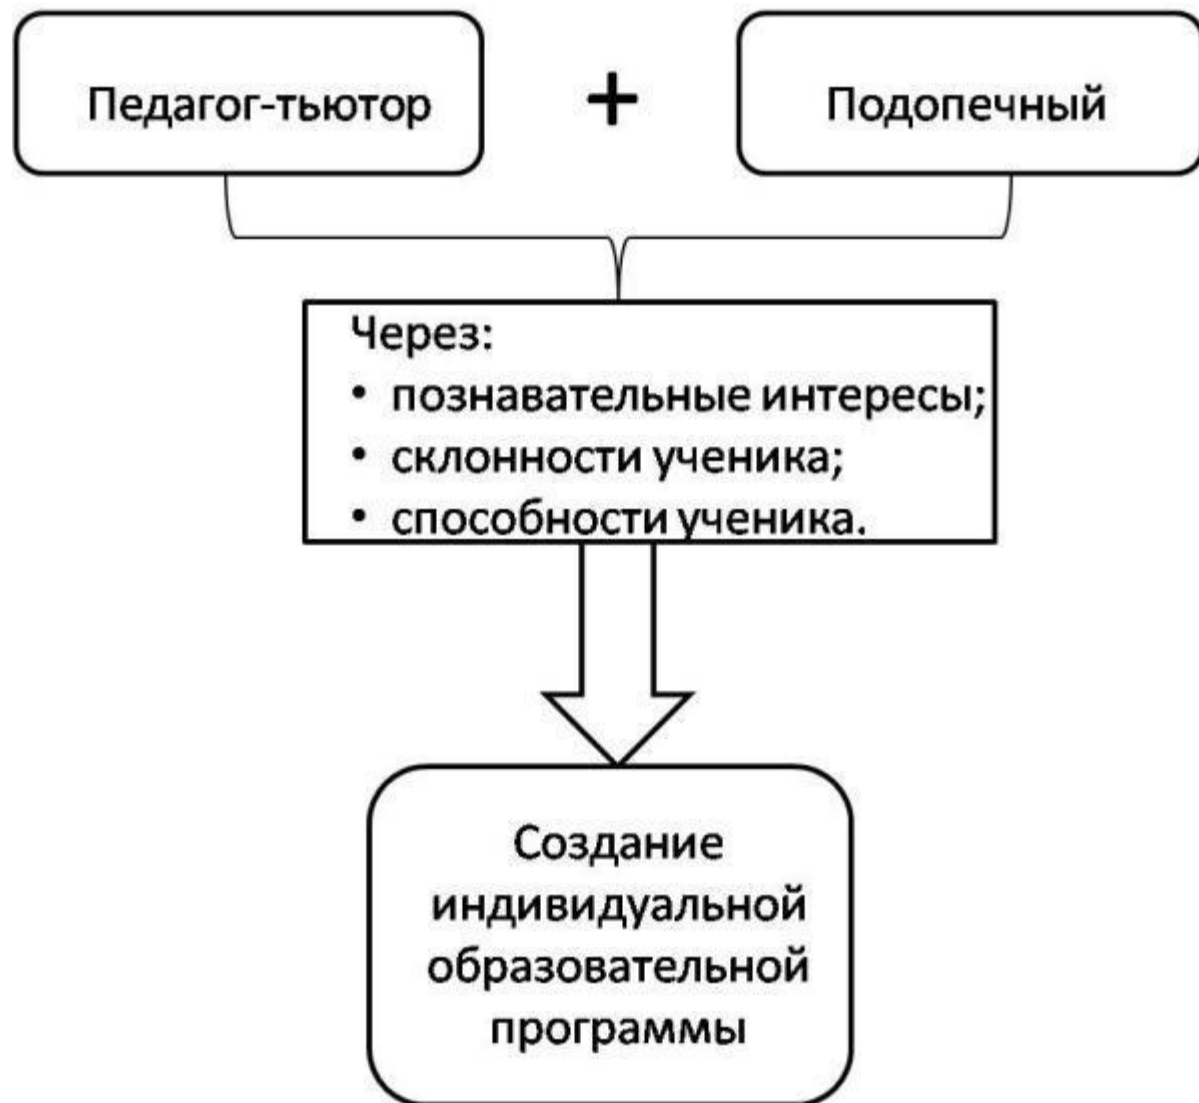 Педагог-тьютор + Подопечный
Через:
• познавательные интересы;
• склонности ученика;
• способности ученика.
Создание
индивидуальной
образовательной
программы